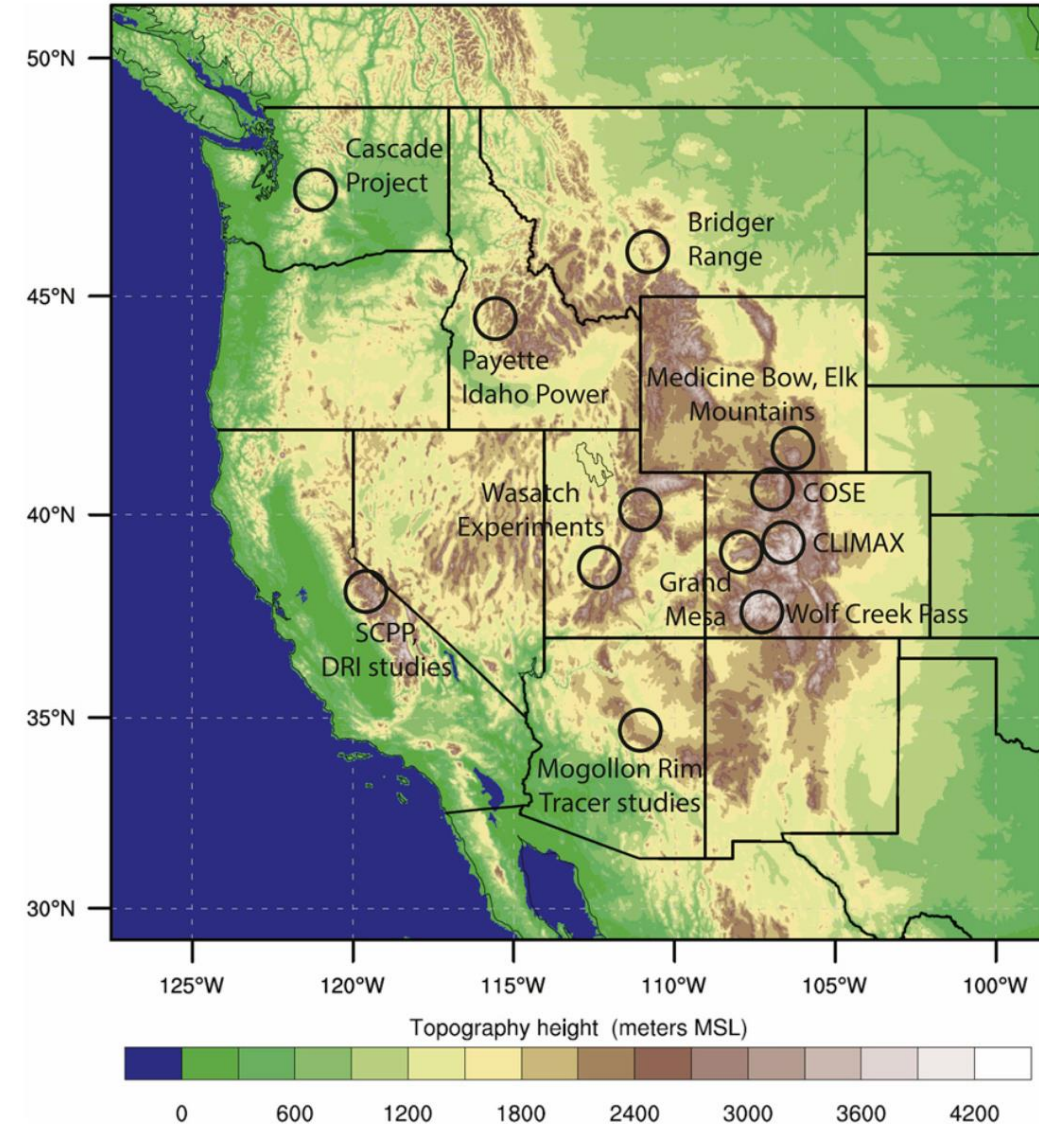 50°N
Cascade
Project
Bridger
Range
45°N
Payette
Idaho Power
Medicine Bow, Elk
Mountains
Wasatch
Experiments
COSE
40°N
CLIMAX
Grand
Mesa
Wolf Creek Pass
SCPP,
DRI studies
35°N
Mogollon Rim
Tracer studies
30°N
125°W 120°W 115°W 110°W 105°W 100°W
Topography height (meters MSL)
0 600 1200 1800 2400 3000 3600 4200